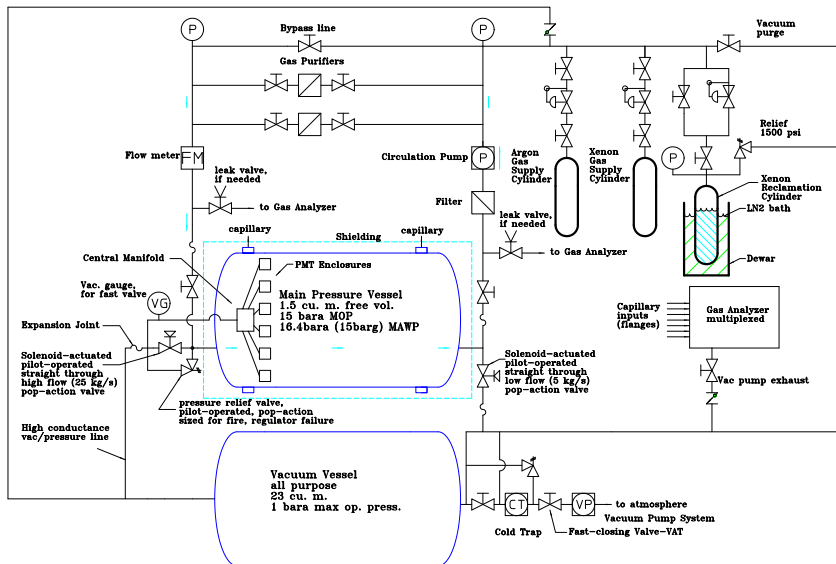 P
Bypass line
P
Vacuum
purge
Gas Purifiers
Relief
1500 psi
Flow meter
FM
Circulation Pump
P
Argon
Gas
Supply
Cylinder
Xenon
Gas
Supply
Cylinder
P
Xenon
Reclamation
Cylinder
LN2 bath
leak valve,
if needed
to Gas Analyzer
Filter
leak valve,
if needed
to Gas Analyzer
Dewar
capillary
Shielding
capillary
Central Manifold
PMT Enclosures
Vac. gauge,
for fast valve
VG
Main Pressure Vessel
1.5 cu. m. free vol.
15 bara MOP
16.4bara (15barg) MAWP
Capillary
inputs
(flanges)
Gas Analyzer
multiplexed
Expansion Joint
Solenoid-actuated
pilot-operated
straight through
high flow (25 kg/s)
pop-action valve
Solenoid-actuated
pilot-operated
straight through
low flow (5 kg/s)
pop-action valve
Vac pump exhaust
pressure relief valve,
pilot-operated, pop-action
sized for fire, regulator failure
High conductance
vac/pressure line
Vacuum Vessel
all purpose
23 cu. m.
1 bara max op. press.
CT
VP
to atmosphere
Cold Trap
Vacuum Pump System
Fast-closing Valve-VAT